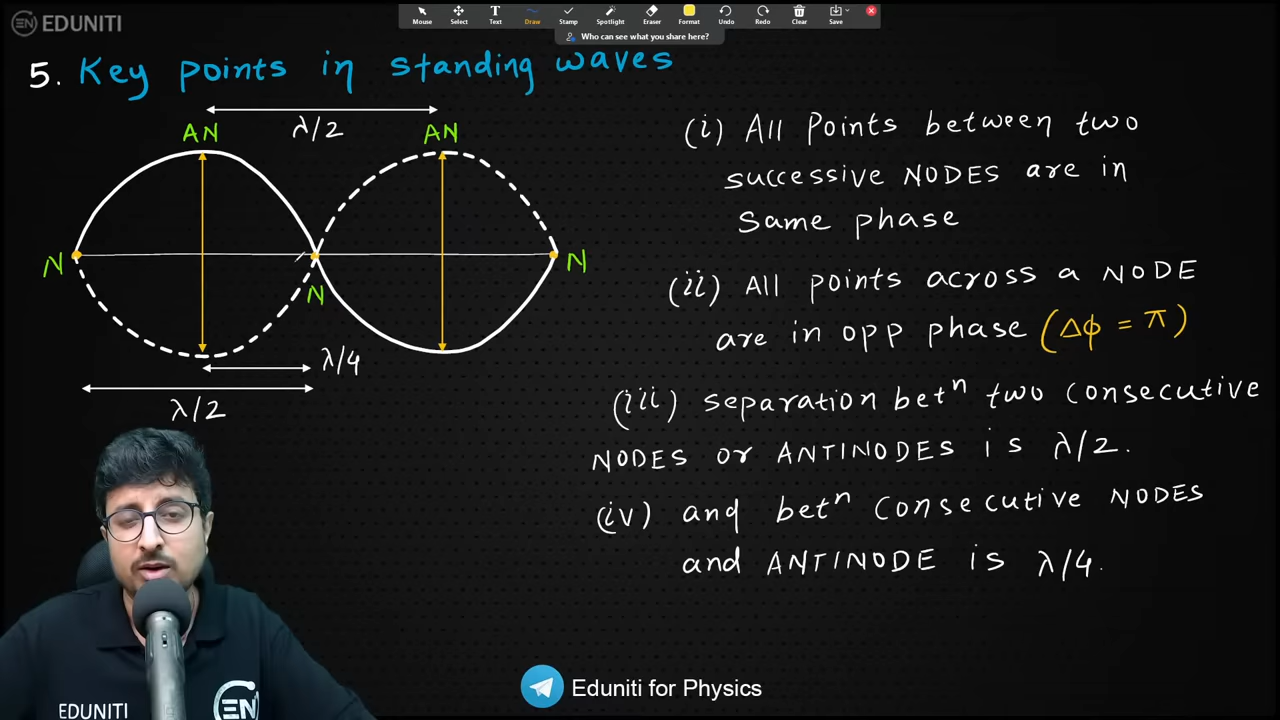 EN EDUNITI
Mouse Select Text Draw Stamp Spotlight Eraser Format Undo Redo Clear Save
Who can see what you share here?
5. Key points in standing waves
λ/2
AN AN
N N N
λ/4
λ/2
(i) All Points between two
successive NODES are in
Same phase
(ii) All points across a NODE
are in opp phase (Δφ = π)
(iii) separation betⁿ two consecutive
NODES or ANTINODES is λ/2.
(iv) and betⁿ consecutive NODES
and ANTINODE is λ/4.
EDUNITI
EN
Eduniti for Physics